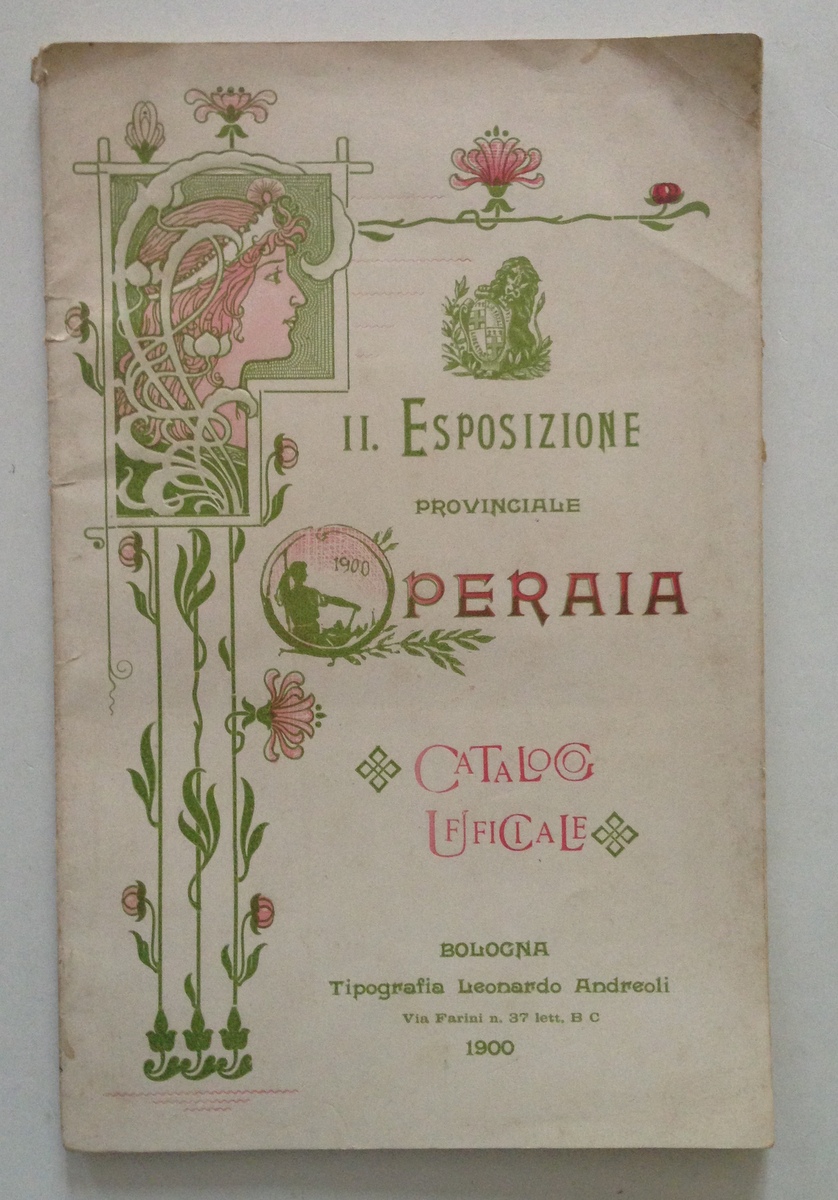 II. ESPOSIZIONE
PROVINCIALE
1900
OPERAIA
CATALOGO
UFFICIALE
BOLOGNA
Tipografia Leonardo Andreoli
Via Farini n. 37 lett. B C
1900